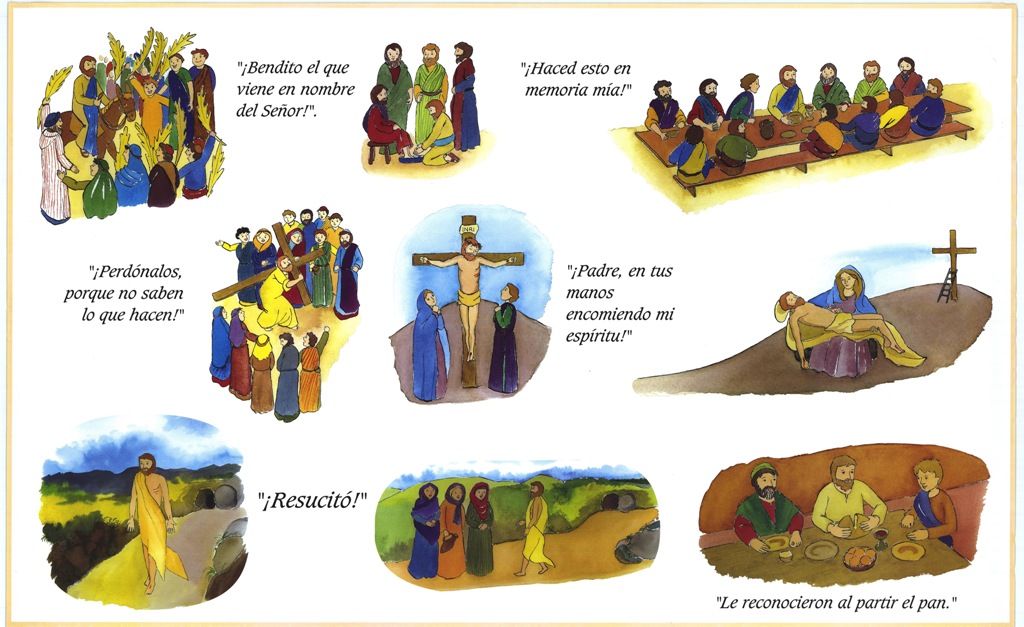 "¡Bendito el que
viene en nombre
del Señor!".
"¡Haced esto en
memoria mía!"
"¡Perdónalos,
porque no saben
lo que hacen!"
INRI
"¡Padre, en tus
manos
encomiendo mi
espíritu!"
"¡Resucitó!"
"Le reconocieron al partir el pan."